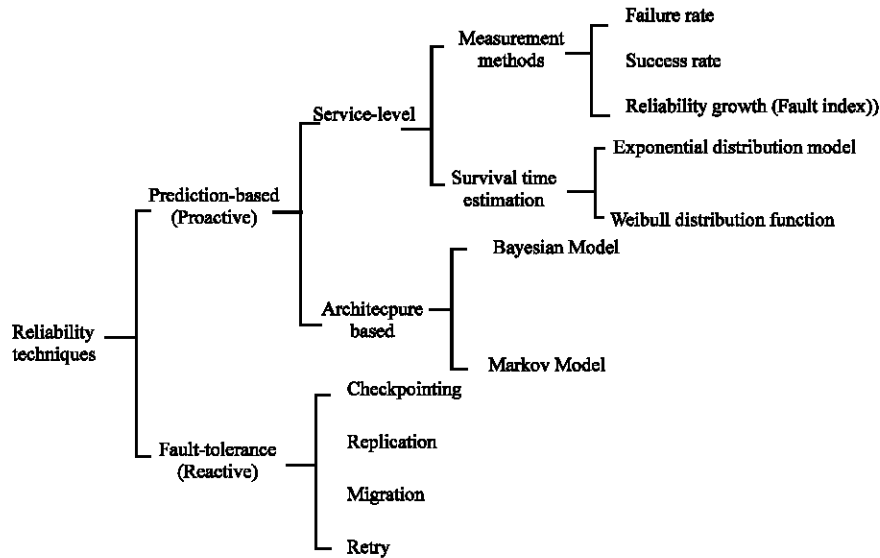 Reliability
techniques
Prediction-based
(Proactive)
Service-level
Measurement
methods
Failure rate
Success rate
Reliability growth (Fault index))
Survival time
estimation
Exponential distribution model
Weibull distribution function
Architecpure
based
Bayesian Model
Markov Model
Fault-tolerance
(Reactive)
Checkpointing
Replication
Migration
Retry